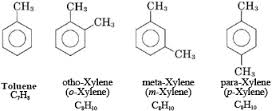 CH₃
CH₃
CH₃
CH₃
CH₃
CH₃
CH₃
Toluene
C₇H₈
otho-Xylene
(o-Xylene)
C₈H₁₀
meta-Xylene
(m-Xylene)
C₈H₁₀
para-Xylene
(p-Xylene)
C₈H₁₀